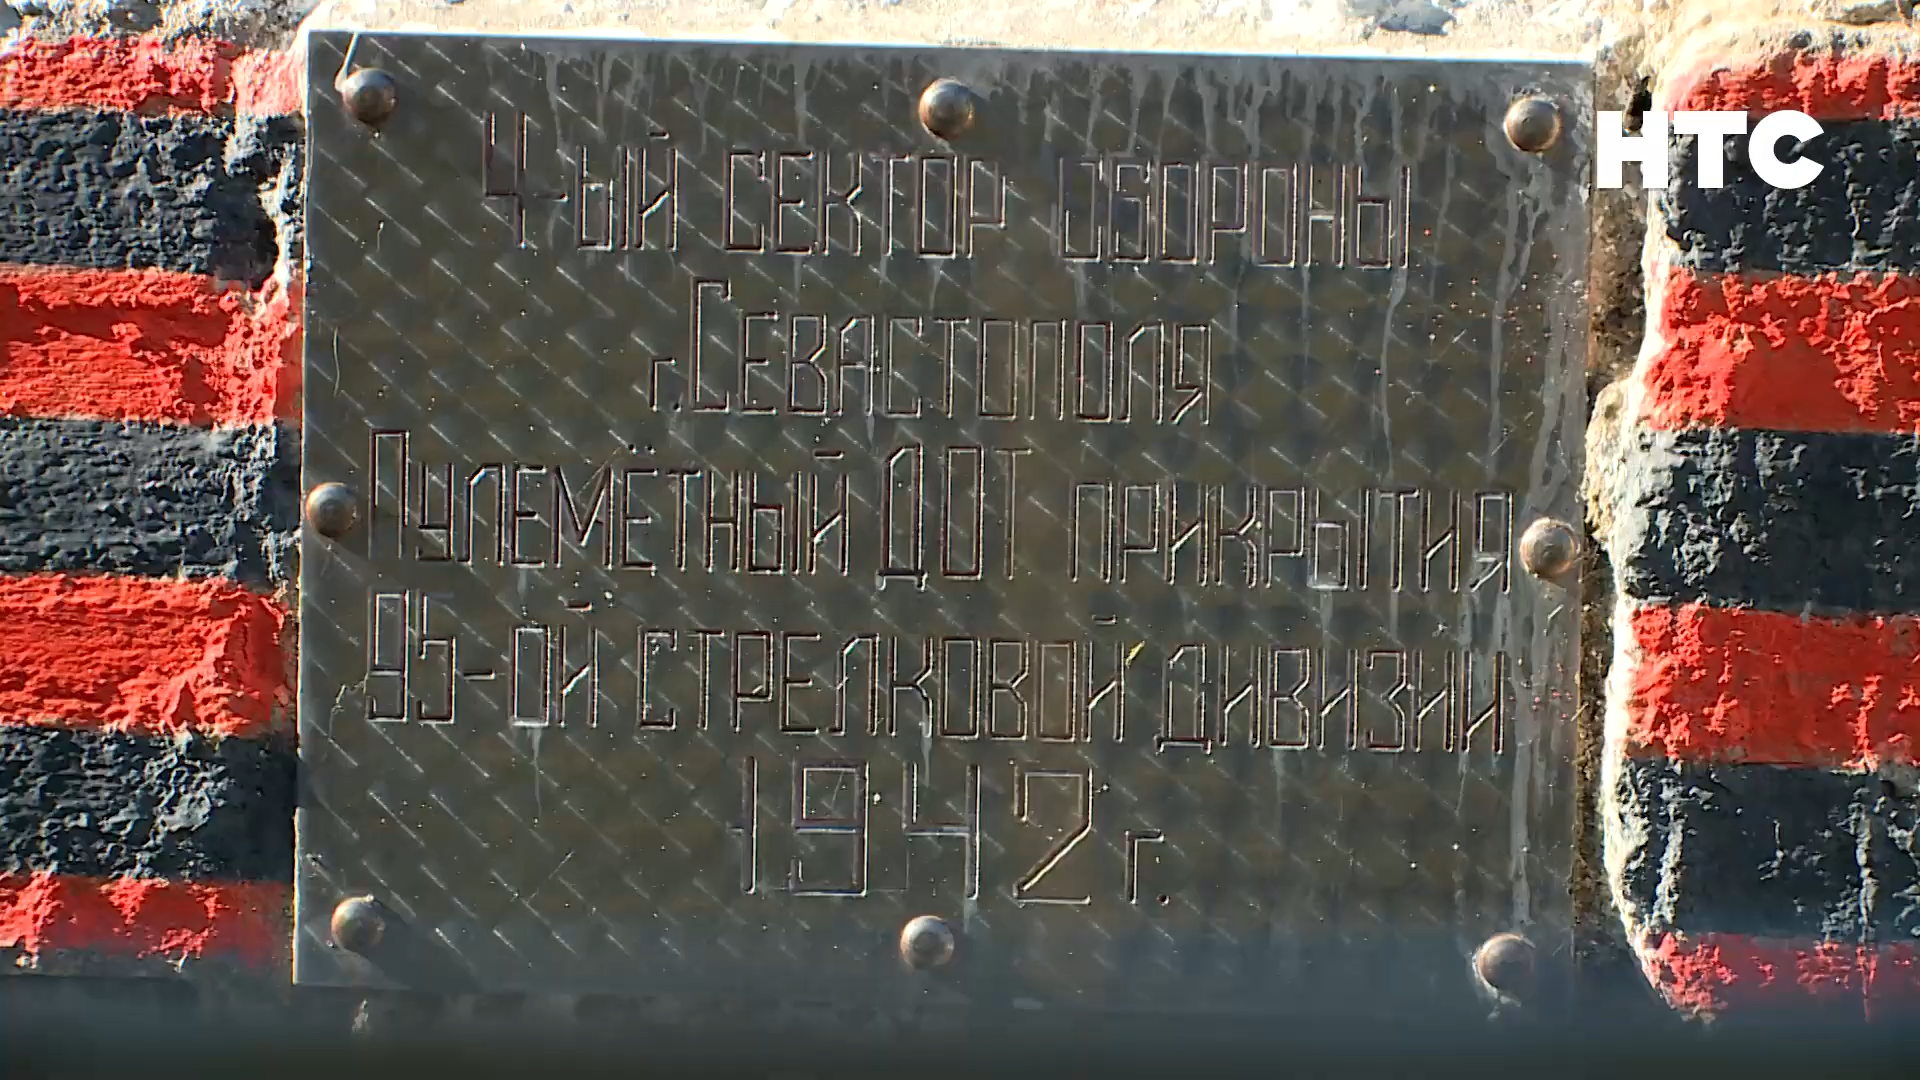 НТС
4-ый сектор обороны
г.Севастополя
Пулемётный ДОТ прикрытия
95-ой стрелковой дивизии
1942 г.